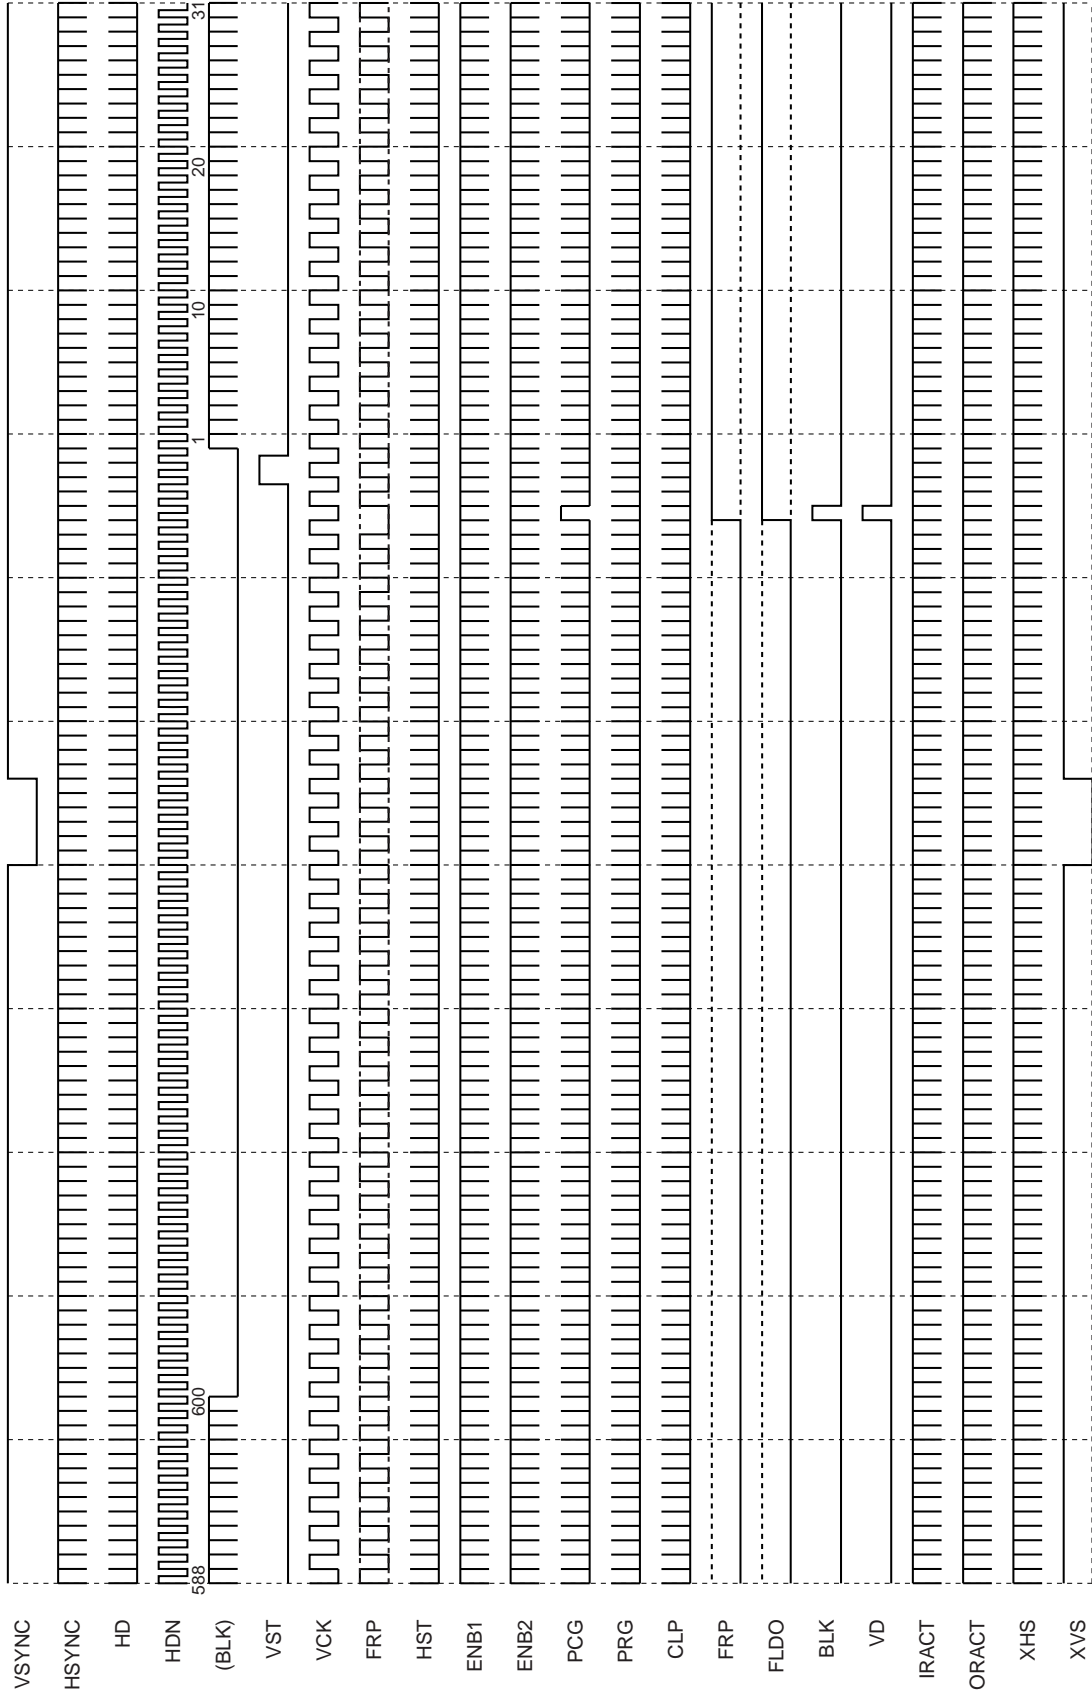 VSYNC
HSYNC
HD
HDN
588
600
1
10
20
31
(BLK)
VST
VCK
FRP
HST
ENB1
ENB2
PCG
PRG
CLP
FRP
FLDO
BLK
VD
IRACT
ORACT
XHS
XVS